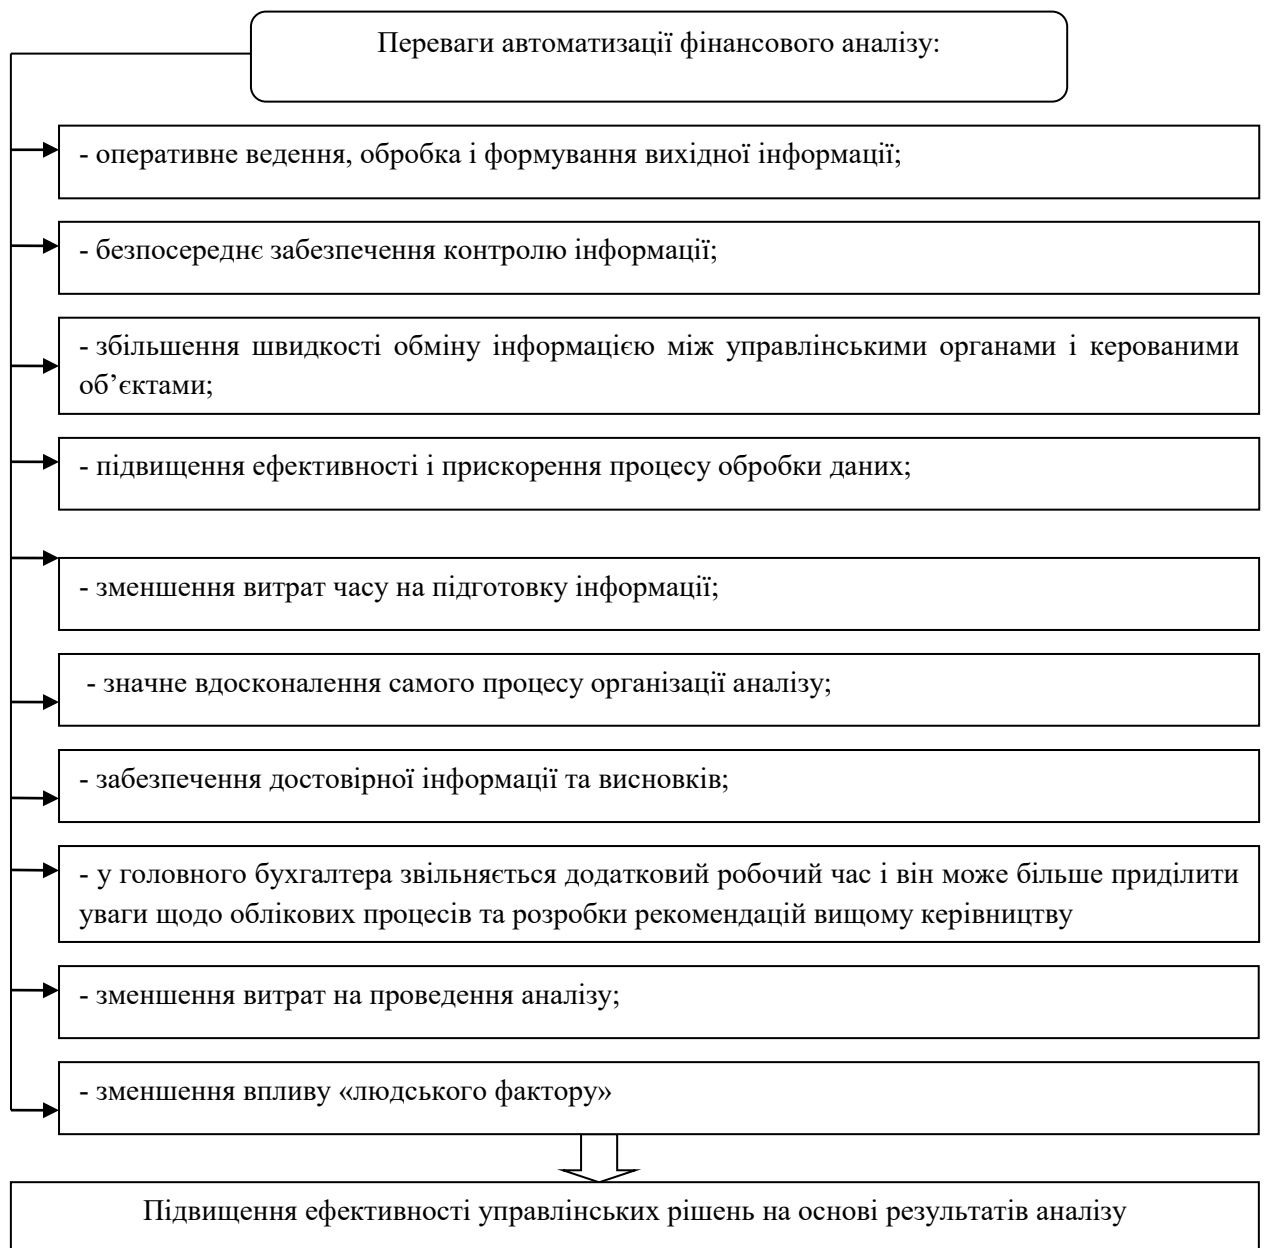 Переваги автоматизації фінансового аналізу:
- оперативне ведення, обробка і формування вихідної інформації;
- безпосереднє забезпечення контролю інформації;
- збільшення швидкості обміну інформацією між управлінськими органами і керованими
об’єктами;
- підвищення ефективності і прискорення процесу обробки даних;
- зменшення витрат часу на підготовку інформації;
- значне вдосконалення самого процесу організації аналізу;
- забезпечення достовірної інформації та висновків;
- у головного бухгалтера звільняється додатковий робочий час і він може більше приділити
уваги щодо облікових процесів та розробки рекомендацій вищому керівництву
- зменшення витрат на проведення аналізу;
- зменшення впливу «людського фактору»
Підвищення ефективності управлінських рішень на основі результатів аналізу